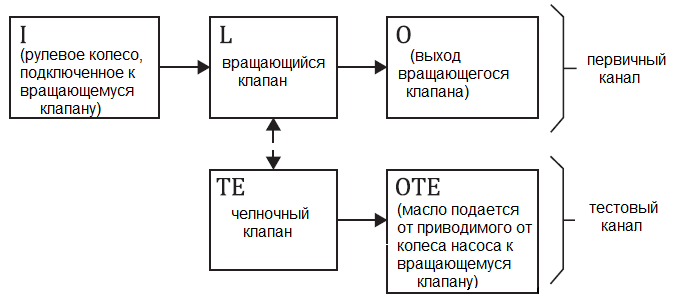 I
(рулевое колесо,
подключенное к
вращающемуся
клапану)
L
вращающийся
клапан
O
(выход
вращающегося
клапана)
первичный
канал
TE
челночный
клапан
OTE
(масло подается
от приводимого от
колеса насоса к
вращающемуся
клапану)
тестовый
канал